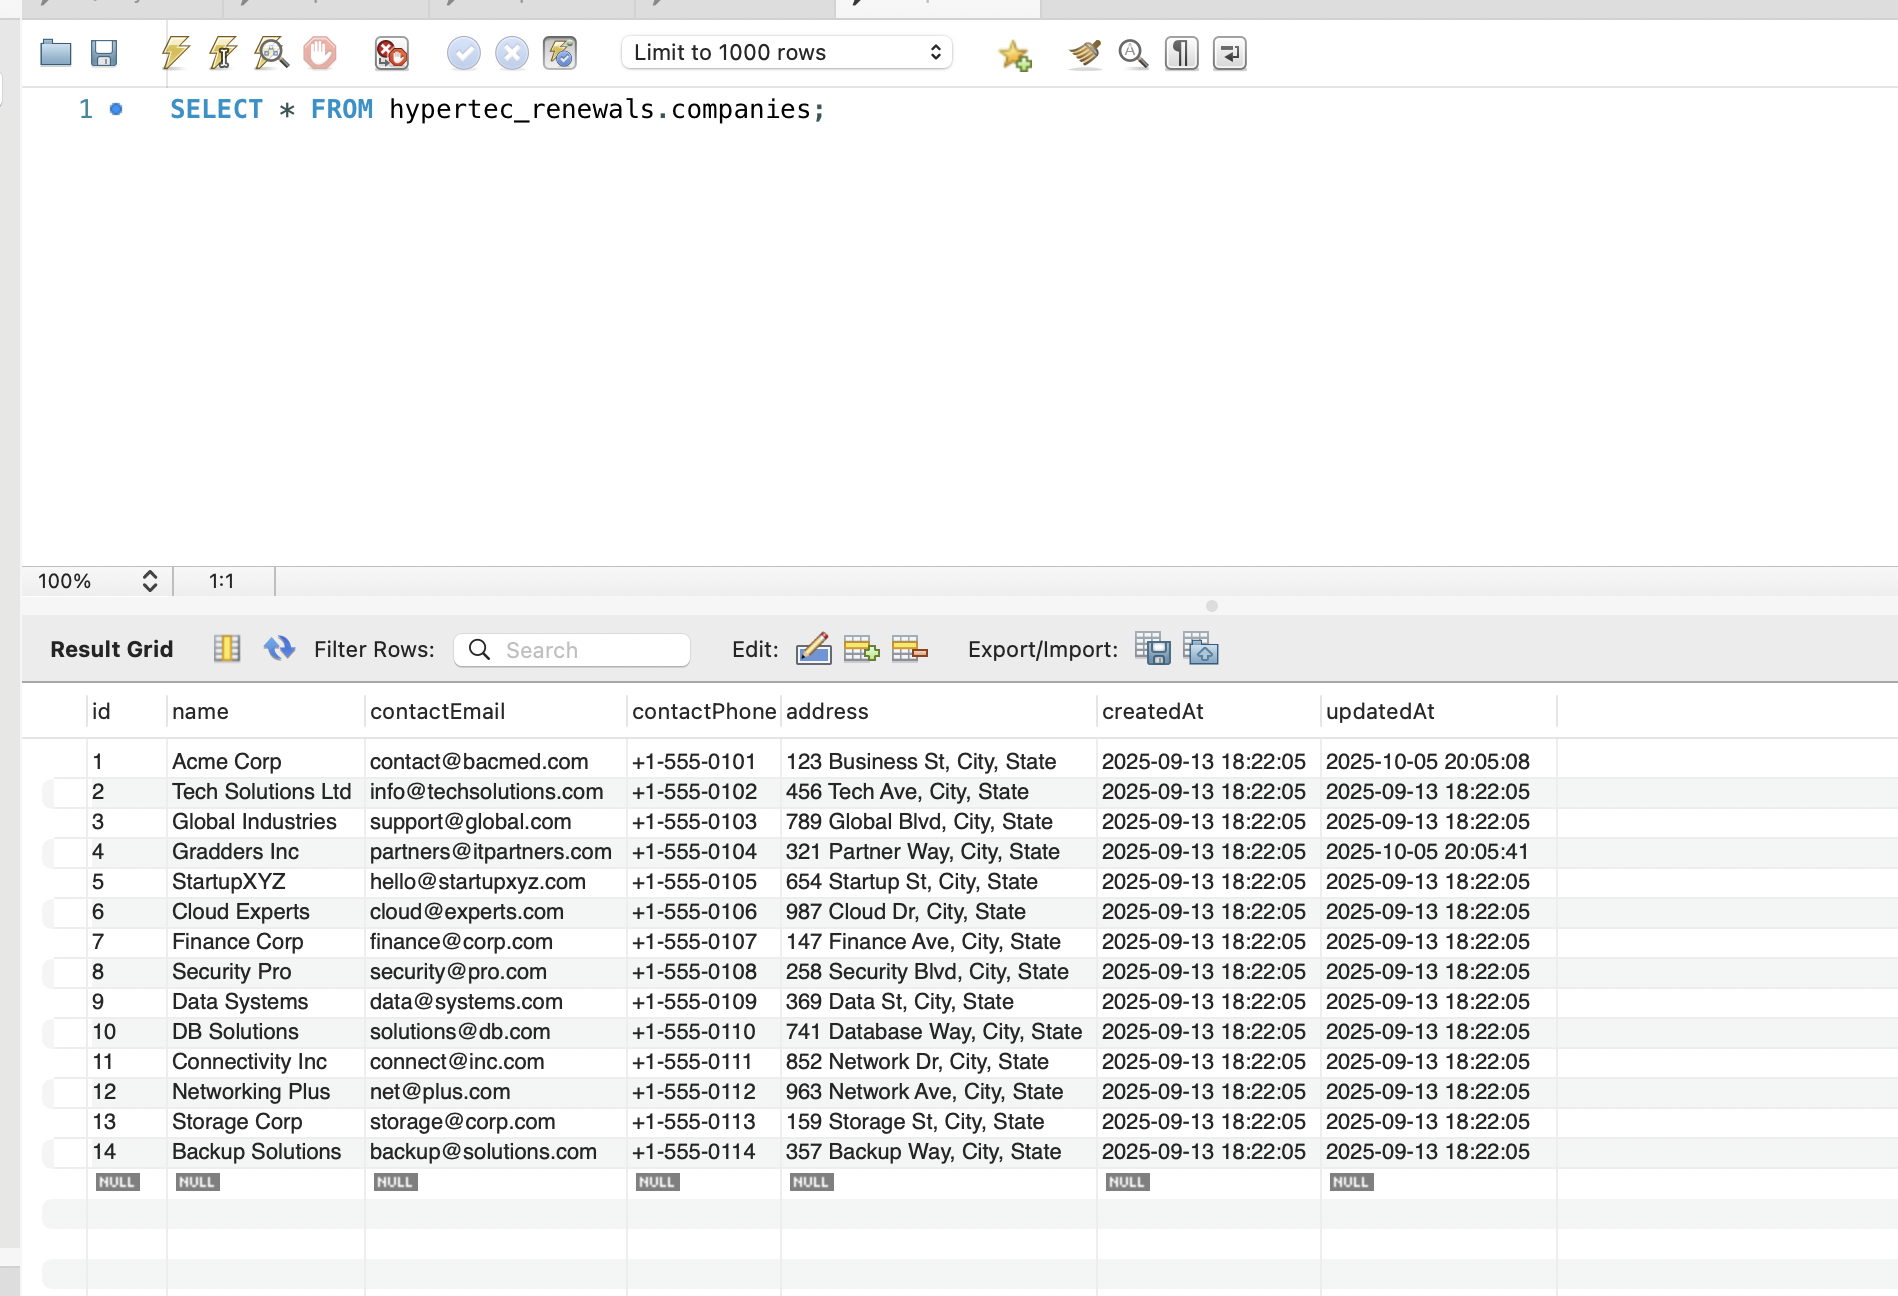 Limit to 1000 rows
1 SELECT * FROM hypertec_renewals.companies;
100% 1:1
Result Grid Filter Rows: Search Edit: Export/Import:
id name contactEmail contactPhone address createdAt updatedAt
1 Acme Corp contact@bacmed.com +1-555-0101 123 Business St, City, State 2025-09-13 18:22:05 2025-10-05 20:05:08
2 Tech Solutions Ltd info@techsolutions.com +1-555-0102 456 Tech Ave, City, State 2025-09-13 18:22:05 2025-09-13 18:22:05
3 Global Industries support@global.com +1-555-0103 789 Global Blvd, City, State 2025-09-13 18:22:05 2025-09-13 18:22:05
4 Gradders Inc partners@itpartners.com +1-555-0104 321 Partner Way, City, State 2025-09-13 18:22:05 2025-10-05 20:05:41
5 StartupXYZ hello@startupxyz.com +1-555-0105 654 Startup St, City, State 2025-09-13 18:22:05 2025-09-13 18:22:05
6 Cloud Experts cloud@experts.com +1-555-0106 987 Cloud Dr, City, State 2025-09-13 18:22:05 2025-09-13 18:22:05
7 Finance Corp finance@corp.com +1-555-0107 147 Finance Ave, City, State 2025-09-13 18:22:05 2025-09-13 18:22:05
8 Security Pro security@pro.com +1-555-0108 258 Security Blvd, City, State 2025-09-13 18:22:05 2025-09-13 18:22:05
9 Data Systems data@systems.com +1-555-0109 369 Data St, City, State 2025-09-13 18:22:05 2025-09-13 18:22:05
10 DB Solutions solutions@db.com +1-555-0110 741 Database Way, City, State 2025-09-13 18:22:05 2025-09-13 18:22:05
11 Connectivity Inc connect@inc.com +1-555-0111 852 Network Dr, City, State 2025-09-13 18:22:05 2025-09-13 18:22:05
12 Networking Plus net@plus.com +1-555-0112 963 Network Ave, City, State 2025-09-13 18:22:05 2025-09-13 18:22:05
13 Storage Corp storage@corp.com +1-555-0113 159 Storage St, City, State 2025-09-13 18:22:05 2025-09-13 18:22:05
14 Backup Solutions backup@solutions.com +1-555-0114 357 Backup Way, City, State 2025-09-13 18:22:05 2025-09-13 18:22:05
NULL NULL NULL NULL NULL NULL NULL